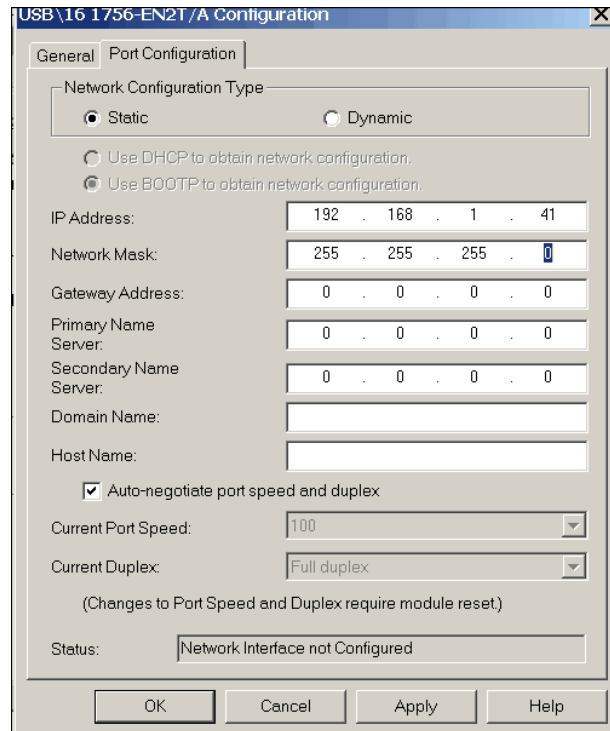 USB\16 1756-EN2T/A Configuration
General Port Configuration
Network Configuration Type
Static Dynamic
Use DHCP to obtain network configuration.
Use BOOTP to obtain network configuration.
IP Address: 192 . 168 . 1 . 41
Network Mask: 255 . 255 . 255 . 0
Gateway Address: 0 . 0 . 0 . 0
Primary Name
Server: 0 . 0 . 0 . 0
Secondary Name
Server: 0 . 0 . 0 . 0
Domain Name:
Host Name:
Auto-negotiate port speed and duplex
Current Port Speed: 100
Current Duplex: Full duplex
(Changes to Port Speed and Duplex require module reset.)
Status: Network Interface not Configured
OK Cancel Apply Help